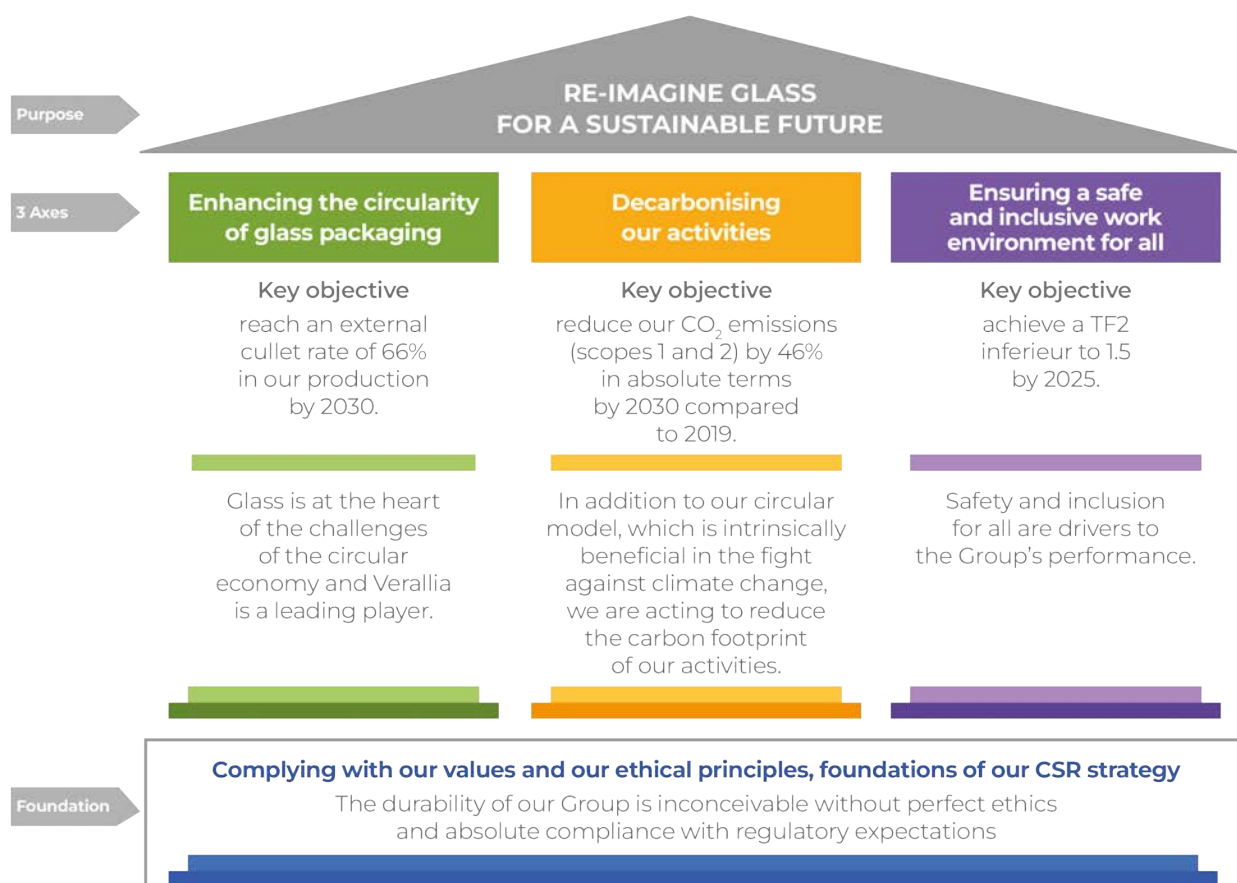 Purpose
RE-IMAGINE GLASS
FOR A SUSTAINABLE FUTURE
3 Axes
Enhancing the circularity
of glass packaging
Key objective
reach an external
cullet rate of 66%
in our production
by 2030.
Glass is at the heart
of the challenges
of the circular
economy and Verallia
is a leading player.
Decarbonising
our activities
Key objective
reduce our CO₂ emissions
(scopes 1 and 2) by 46%
in absolute terms
by 2030 compared
to 2019.
In addition to our circular
model, which is intrinsically
beneficial in the fight
against climate change,
we are acting to reduce
the carbon footprint
of our activities.
Ensuring a safe
and inclusive work
environment for all
Key objective
achieve a TF2
inferieur to 1.5
by 2025.
Safety and inclusion
for all are drivers to
the Group's performance.
Foundation
Complying with our values and our ethical principles, foundations of our CSR strategy
The durability of our Group is inconceivable without perfect ethics
and absolute compliance with regulatory expectations